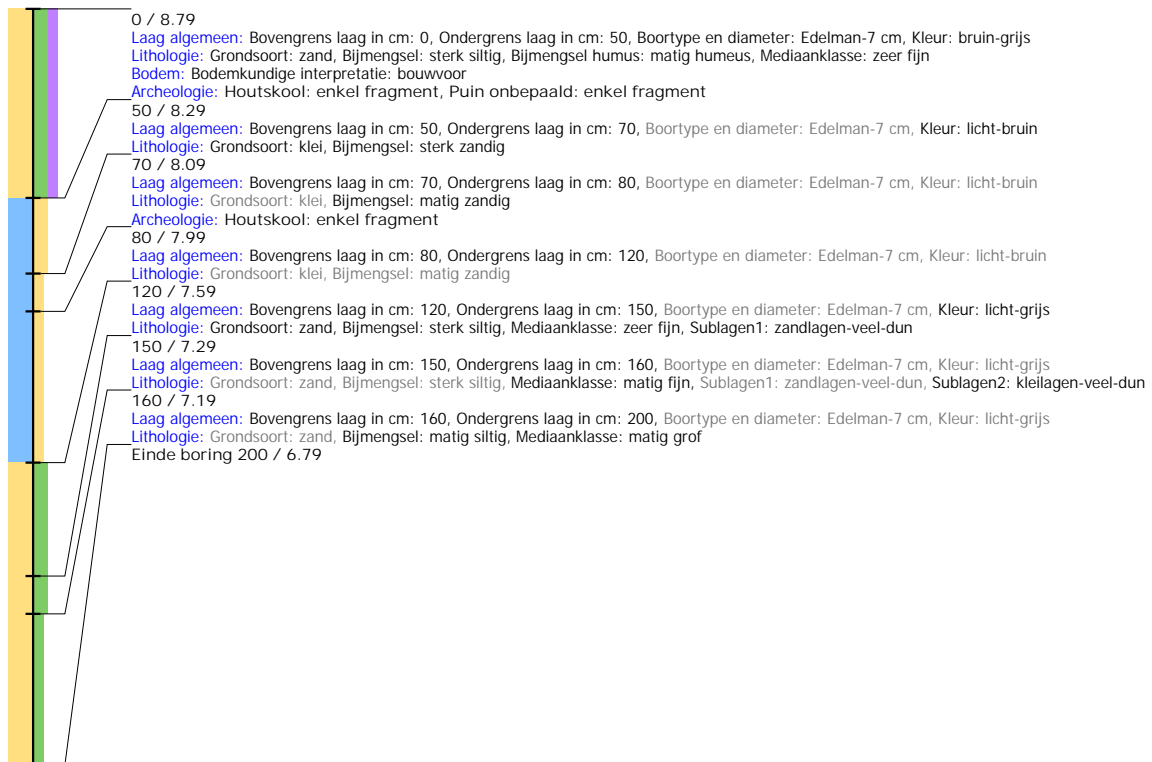 0 / 8.79
Laag algemeen: Bovengrens laag in cm: 0, Ondergrens laag in cm: 50, Boortype en diameter: Edelman-7 cm, Kleur: bruin-grijs
Lithologie: Grondsoort: zand, Bijmengsel: sterk siltig, Bijmengsel humus: matig humeus, Mediaanklasse: zeer fijn
Bodem: Bodemkundige interpretatie: bouwvoor
Archeologie: Houtskool: enkel fragment, Puin onbepaald: enkel fragment
50 / 8.29
Laag algemeen: Bovengrens laag in cm: 50, Ondergrens laag in cm: 70, Boortype en diameter: Edelman-7 cm, Kleur: licht-bruin
Lithologie: Grondsoort: klei, Bijmengsel: sterk zandig
70 / 8.09
Laag algemeen: Bovengrens laag in cm: 70, Ondergrens laag in cm: 80, Boortype en diameter: Edelman-7 cm, Kleur: licht-bruin
Lithologie: Grondsoort: klei, Bijmengsel: matig zandig
Archeologie: Houtskool: enkel fragment
80 / 7.99
Laag algemeen: Bovengrens laag in cm: 80, Ondergrens laag in cm: 120, Boortype en diameter: Edelman-7 cm, Kleur: licht-bruin
Lithologie: Grondsoort: klei, Bijmengsel: matig zandig
120 / 7.59
Laag algemeen: Bovengrens laag in cm: 120, Ondergrens laag in cm: 150, Boortype en diameter: Edelman-7 cm, Kleur: licht-grijs
Lithologie: Grondsoort: zand, Bijmengsel: sterk siltig, Mediaanklasse: zeer fijn, Sublagen1: zandlagen-veel-dun
150 / 7.29
Laag algemeen: Bovengrens laag in cm: 150, Ondergrens laag in cm: 160, Boortype en diameter: Edelman-7 cm, Kleur: licht-grijs
Lithologie: Grondsoort: zand, Bijmengsel: sterk siltig, Mediaanklasse: matig fijn, Sublagen1: zandlagen-veel-dun, Sublagen2: kleilagen-veel-dun
160 / 7.19
Laag algemeen: Bovengrens laag in cm: 160, Ondergrens laag in cm: 200, Boortype en diameter: Edelman-7 cm, Kleur: licht-grijs
Lithologie: Grondsoort: zand, Bijmengsel: matig siltig, Mediaanklasse: matig grof
Einde boring 200 / 6.79